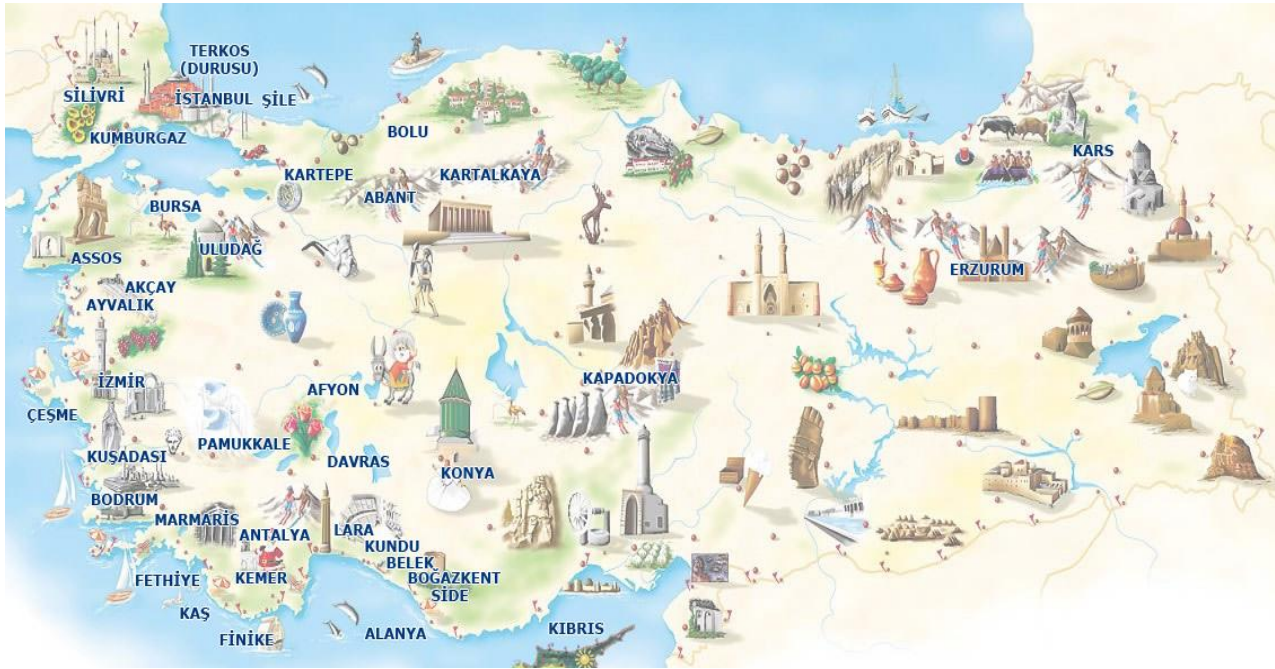 TERKOS
(DURUSU)
SİLİVRİ
İSTANBUL
ŞİLE
KUMBURGAZ
BOLU
KARS
KARTEPE
KARTALKAYA
ABANT
BURSA
ULUDAĞ
ASSOS
ERZURUM
AKÇAY
AYVALIK
İZMİR
AFYON
KAPADOKYA
ÇEŞME
PAMUKKALE
KUŞADASI
DAVRAS
KONYA
BODRUM
MARMARİS
ANTALYA
LARA
KUNDU
BELEK
FETHİYE
KEMER
BOĞAZKENT
SİDE
KAŞ
FİNİKE
ALANYA
KIBRIS